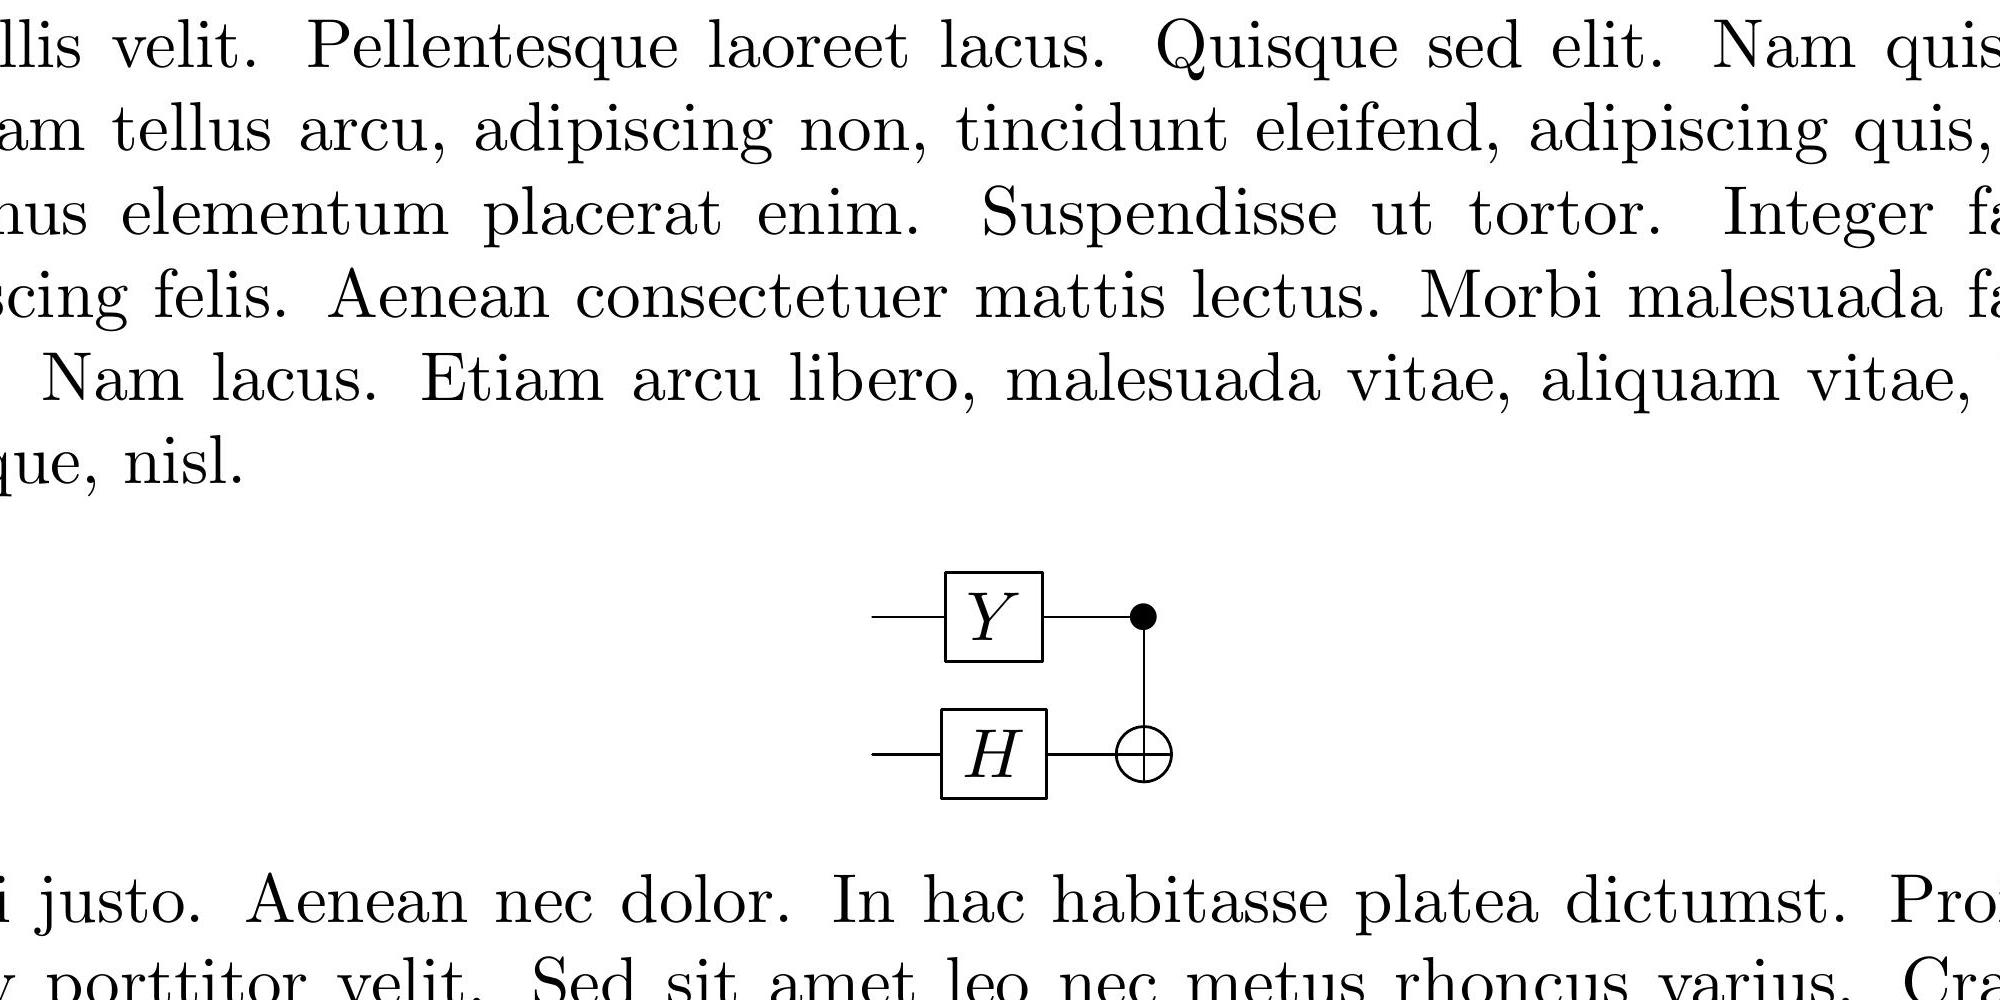 llis velit. Pellentesque laoreet lacus. Quisque sed elit. Nam quis
am tellus arcu, adipiscing non, tincidunt eleifend, adipiscing quis,
nus elementum placerat enim. Suspendisse ut tortor. Integer fa
scing felis. Aenean consectetuer mattis lectus. Morbi malesuada fa
Nam lacus. Etiam arcu libero, malesuada vitae, aliquam vitae,
que, nisl.
Y
H
i justo. Aenean nec dolor. In hac habitasse platea dictumst. Proi
y porttitor velit. Sed sit amet leo nec metus rhoncus varius. Cra